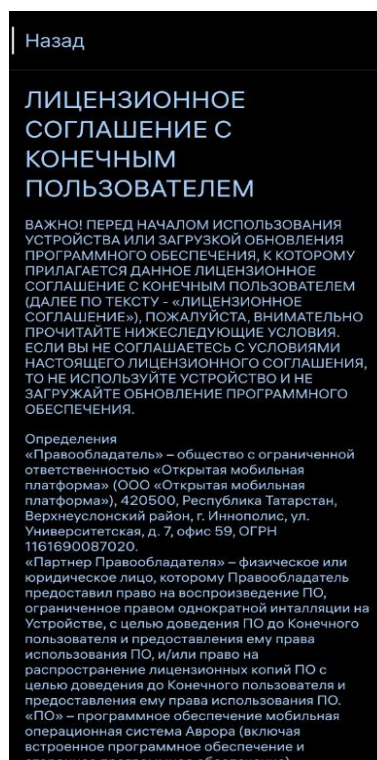 Назад
ЛИЦЕНЗИОННОЕ
СОГЛАШЕНИЕ С
КОНЕЧНЫМ
ПОЛЬЗОВАТЕЛЕМ
ВАЖНО! ПЕРЕД НАЧАЛОМ ИСПОЛЬЗОВАНИЯ
УСТРОЙСТВА ИЛИ ЗАГРУЗКОЙ ОБНОВЛЕНИЯ
ПРОГРАММНОГО ОБЕСПЕЧЕНИЯ, К КОТОРОМУ
ПРИЛАГАЕТСЯ ДАННОЕ ЛИЦЕНЗИОННОЕ
СОГЛАШЕНИЕ С КОНЕЧНЫМ ПОЛЬЗОВАТЕЛЕМ
(ДАЛЕЕ ПО ТЕКСТУ - «ЛИЦЕНЗИОННОЕ
СОГЛАШЕНИЕ»), ПОЖАЛУЙСТА, ВНИМАТЕЛЬНО
ПРОЧИТАЙТЕ НИЖЕСЛЕДУЮЩИЕ УСЛОВИЯ.
ЕСЛИ ВЫ НЕ СОГЛАШАЕТЕСЬ С УСЛОВИЯМИ
НАСТОЯЩЕГО ЛИЦЕНЗИОННОГО СОГЛАШЕНИЯ,
ТО НЕ ИСПОЛЬЗУЙТЕ УСТРОЙСТВО И НЕ
ЗАГРУЖАЙТЕ ОБНОВЛЕНИЕ ПРОГРАММНОГО
ОБЕСПЕЧЕНИЯ.
Определения
«Правообладатель» – общество с ограниченной
ответственностью «Открытая мобильная
платформа» (ООО «Открытая мобильная
платформа»), 420500, Республика Татарстан,
Верхнеуслонский район, г. Иннополис, ул.
Университетская, д. 7, офис 59, ОГРН
1161690087020.
«Партнер Правообладателя» – физическое или
юридическое лицо, которому Правообладатель
предоставил право на воспроизведение ПО,
ограниченное правом однократной инталляции на
Устройстве, с целью доведения ПО до Конечного
пользователя и предоставления ему права
использования ПО, и/или право на
распространение лицензионных копий ПО с
целью доведения до Конечного пользователя и
предоставления ему права использования ПО.
«ПО» – программное обеспечение мобильная
операционная система Аврора (включая
встроенное программное обеспечение и